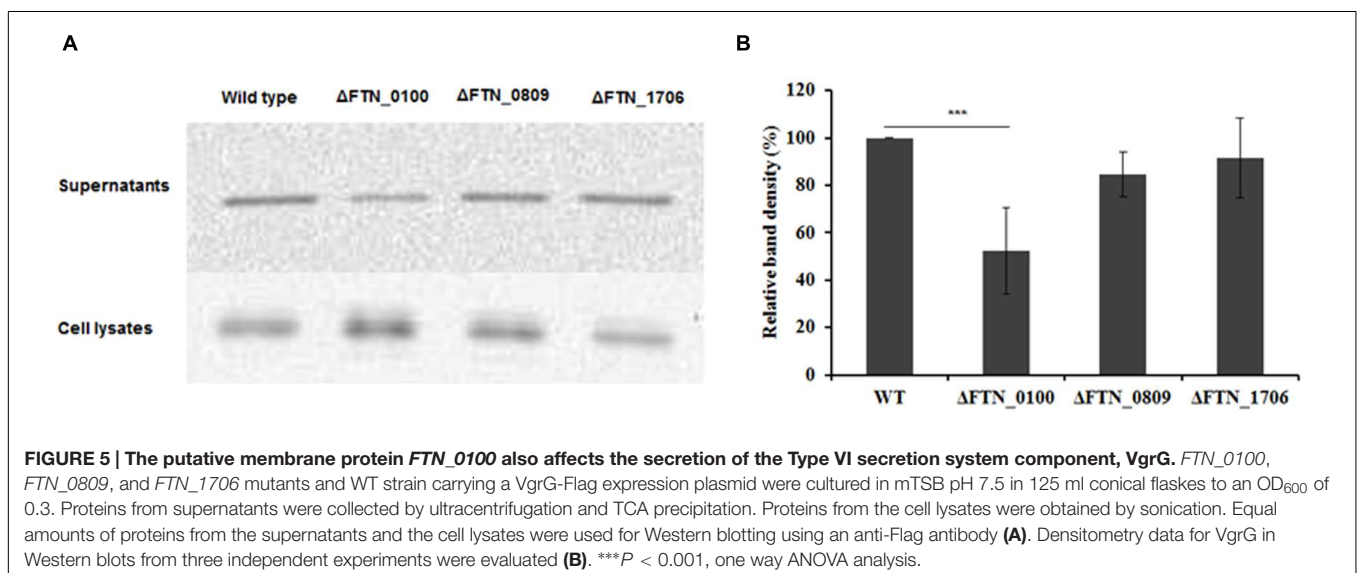 A
Wild type ΔFTN_0100 ΔFTN_0809 ΔFTN_1706
Supernatants
Cell lysates
B
Relative band density (%)
120
100
80
60
40
20
0
***
WT ΔFTN_0100 ΔFTN_0809 ΔFTN_1706
FIGURE 5 | The putative membrane protein FTN_0100 also affects the secretion of the Type VI secretion system component, VgrG. FTN_0100,
FTN_0809, and FTN_1706 mutants and WT strain carrying a VgrG-Flag expression plasmid were cultured in mTSB pH 7.5 in 125 ml conical flaskes to an OD600 of
0.3. Proteins from supernatants were collected by ultracentrifugation and TCA precipitation. Proteins from the cell lysates were obtained by sonication. Equal
amounts of proteins from the supernatants and the cell lysates were used for Western blotting using an anti-Flag antibody (A). Densitometry data for VgrG in
Western blots from three independent experiments were evaluated (B). ***P < 0.001, one way ANOVA analysis.